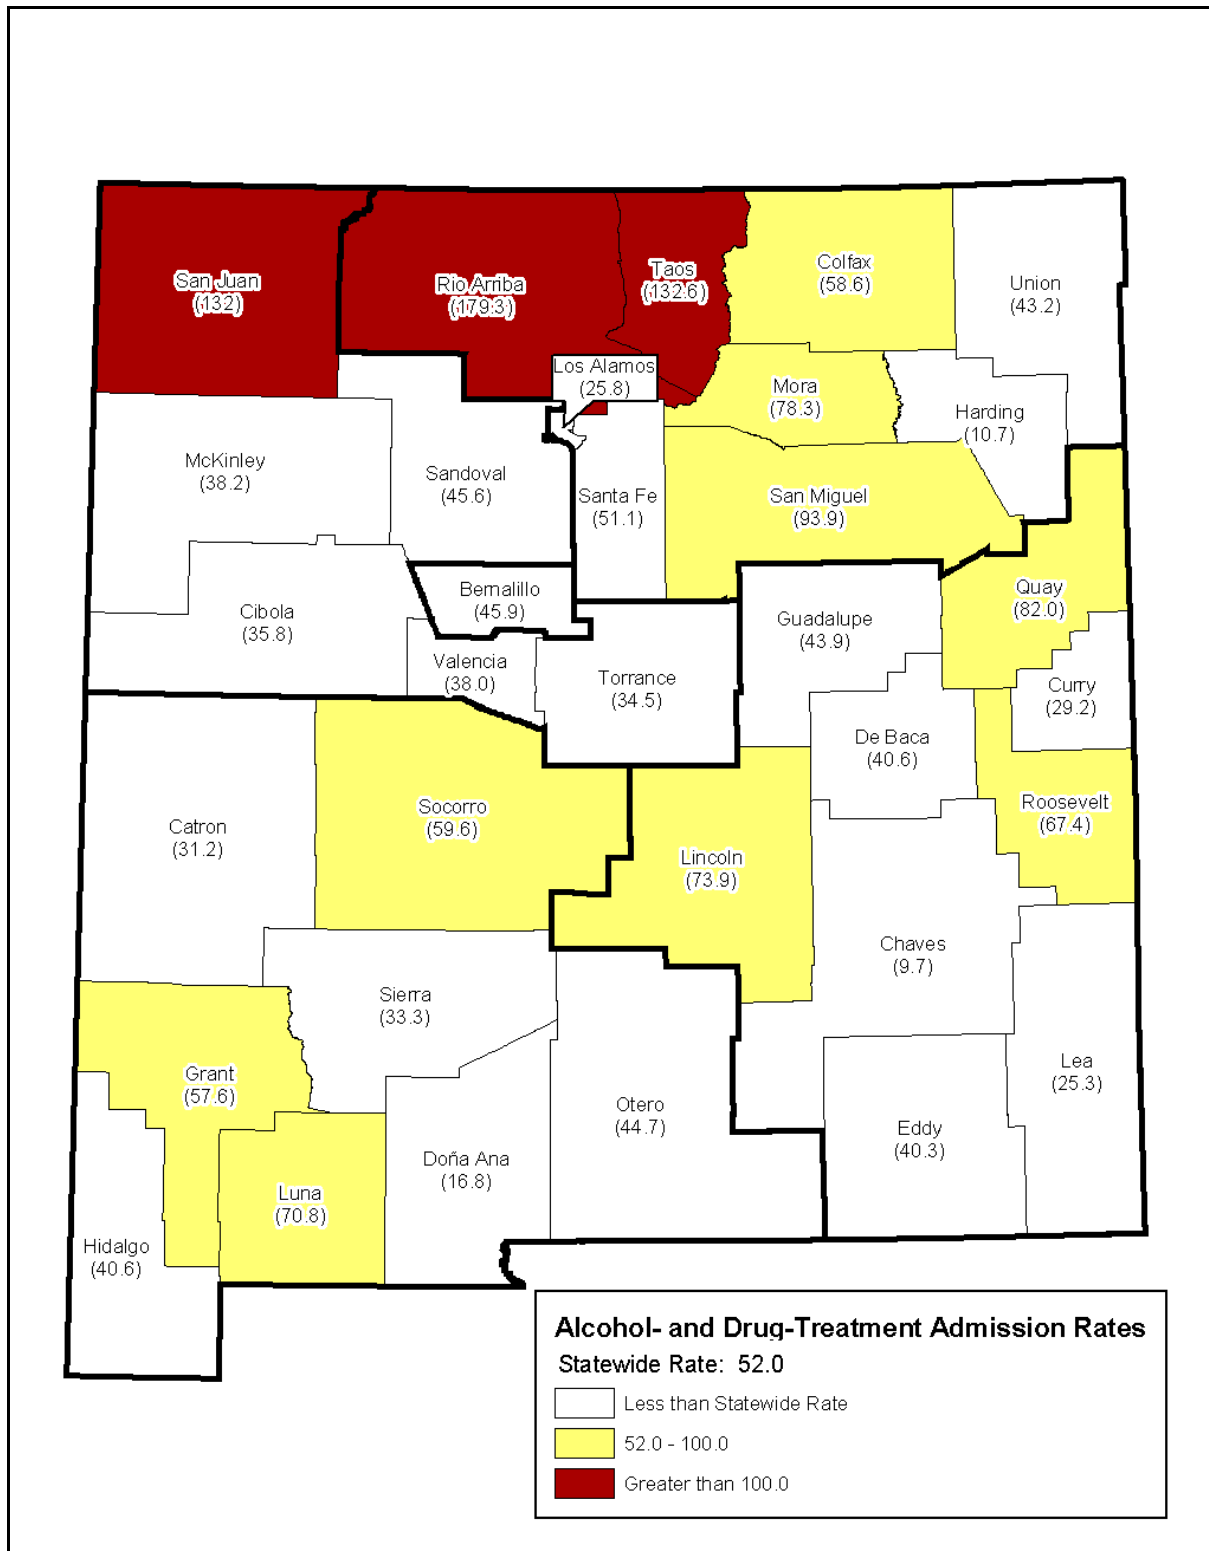 San Juan
(132)
Rio Arriba
(179.3)
Taos
(132.6)
Colfax
(58.6)
Union
(43.2)
Los Alamos
(25.8)
Mora
(78.3)
Harding
(10.7)
McKinley
(38.2)
Sandoval
(45.6)
Santa Fe
(51.1)
San Miguel
(93.9)
Bernalillo
(45.9)
Quay
(82.0)
Cibola
(35.8)
Guadalupe
(43.9)
Valencia
(38.0)
Torrance
(34.5)
Curry
(29.2)
De Baca
(40.6)
Socorro
(59.6)
Roosevelt
(67.4)
Catron
(31.2)
Lincoln
(73.9)
Chaves
(9.7)
Sierra
(33.3)
Grant
(57.6)
Lea
(25.3)
Otero
(44.7)
Eddy
(40.3)
Doña Ana
(16.8)
Luna
(70.8)
Hidalgo
(40.6)
Alcohol- and Drug-Treatment Admission Rates
Statewide Rate: 52.0
Less than Statewide Rate
52.0 - 100.0
Greater than 100.0